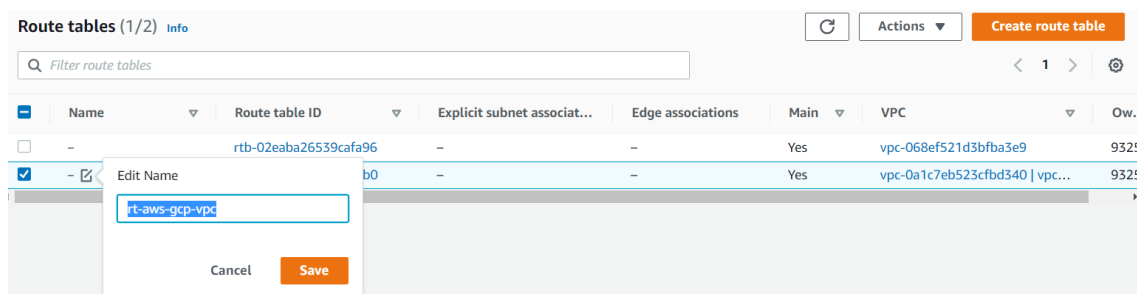 Route tables (1/2) Info
Actions
Create route table
Filter route tables
1
Name Route table ID Explicit subnet associat... Edge associations Main VPC Ow.
– rtb-02eaba26539cafa96 – – Yes vpc-068ef521d3bfba3e9 9325
– b0 – – Yes vpc-0a1c7eb523cfbd340 | vpc... 9325
Edit Name
rt-aws-gcp-vpc
Cancel Save